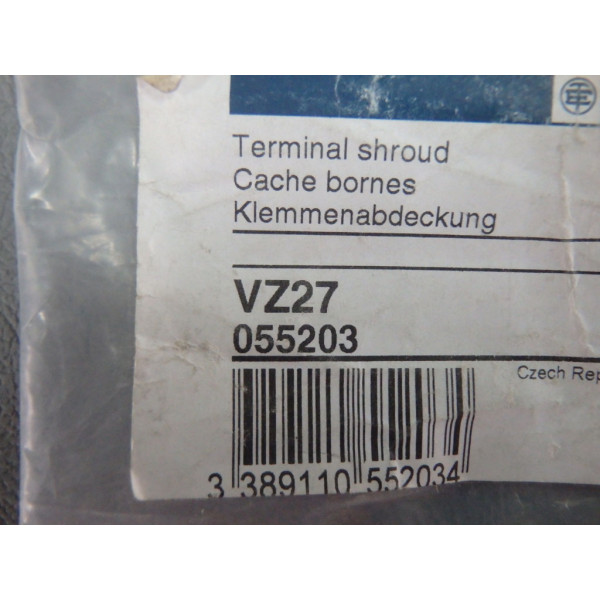 Terminal shroud
Cache bornes
Klemmenabdeckung
VZ27
055203
Czech Rep
3 389110 552034